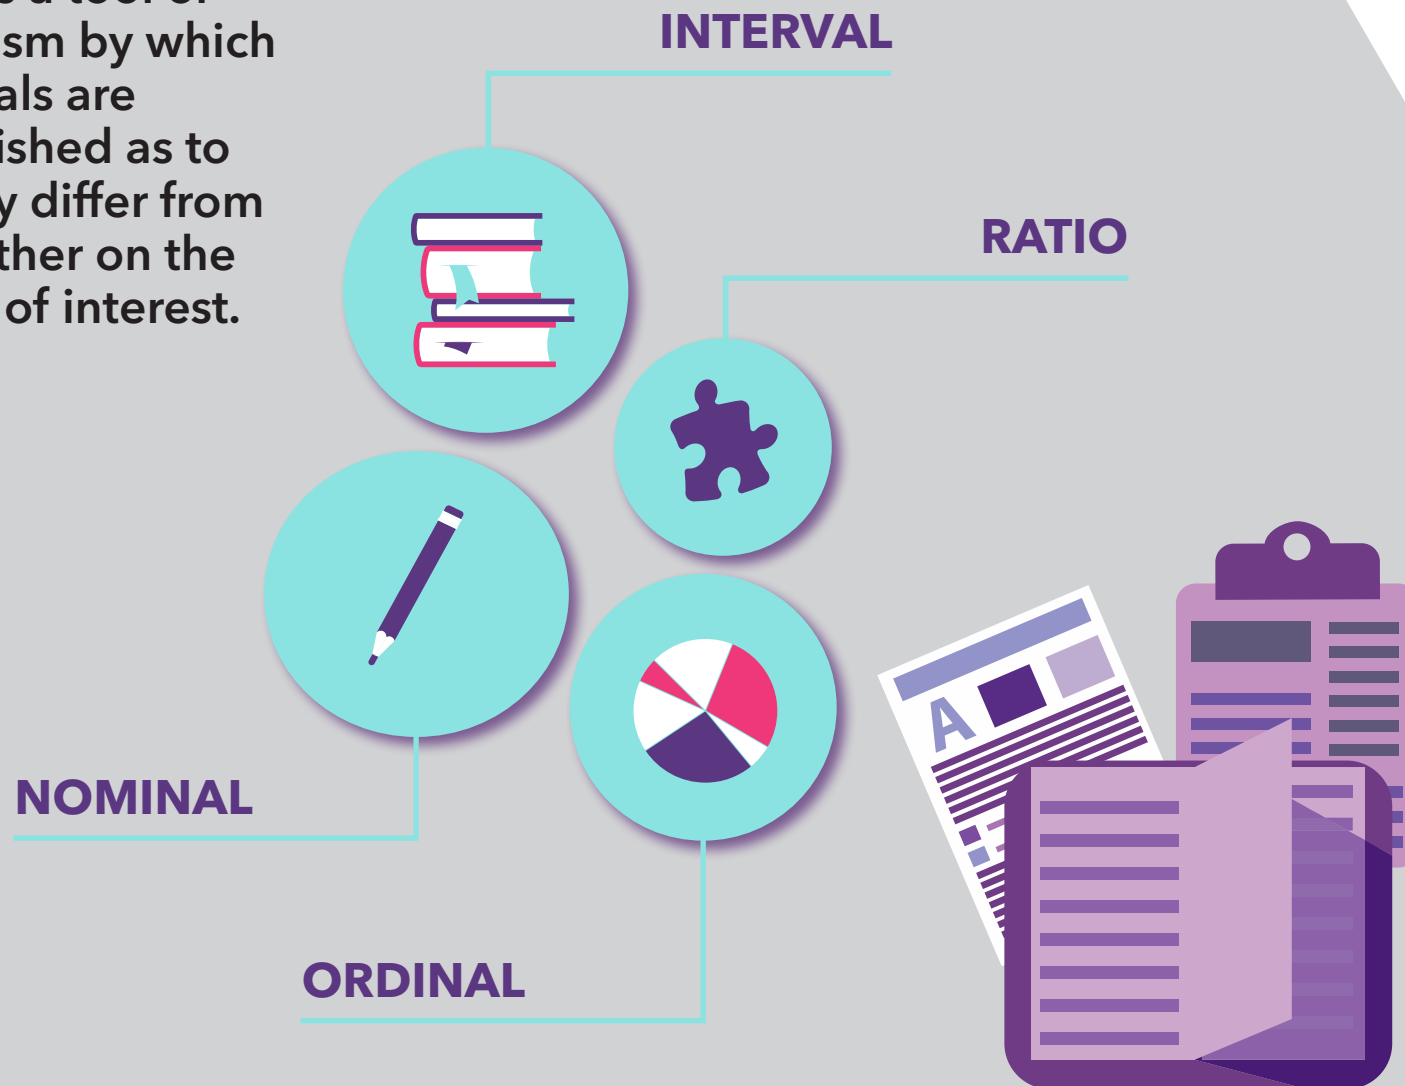 sm by which
als are
ished as to
y differ from
ther on the
of interest.
INTERVAL
RATIO
NOMINAL
ORDINAL
A